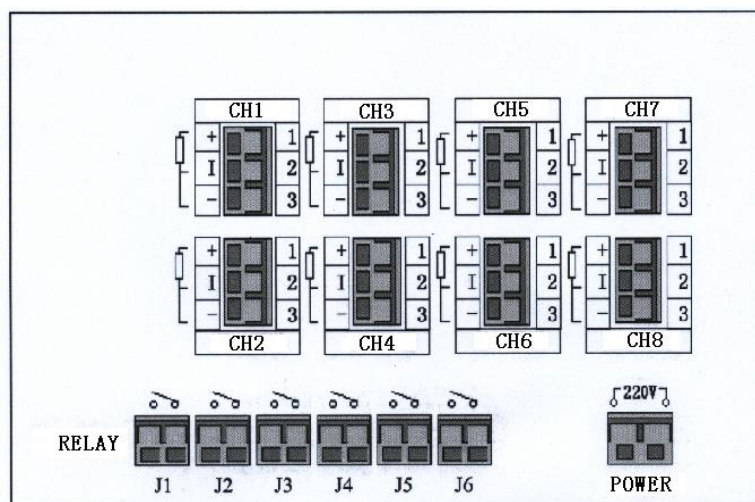 CH1 CH3 CH5 CH7
+ 1 + 1 + 1 + 1
I 2 I 2 I 2 I 2
− 3 − 3 − 3 − 3
+ 1 + 1 + 1 + 1
I 2 I 2 I 2 I 2
− 3 − 3 − 3 − 3
CH2 CH4 CH6 CH8
220V
RELAY
J1 J2 J3 J4 J5 J6 POWER